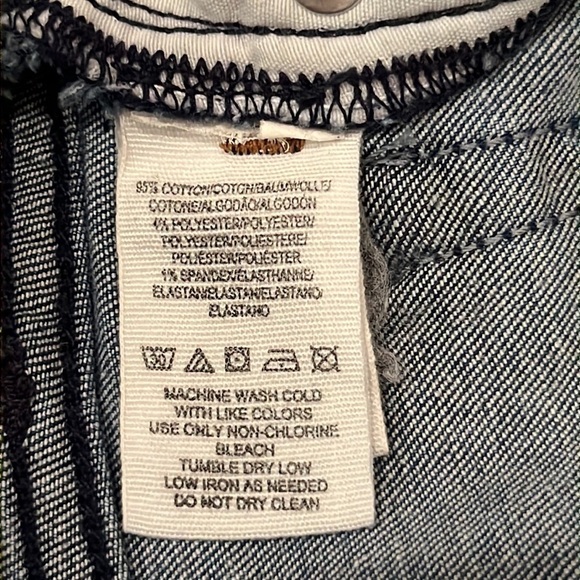 95% COTTON/COTON/BAUMWOLLE/
COTONE/ALGODÃO/ALGODÓN
4% POLYESTER/POLYESTER/
POLYESTER/POLIESTERE/
POLIESTER/POLIÉSTER
1% SPANDEX/ÉLASTHANNE/
ELASTAN/ELASTAN/ELASTANO/
ELASTANO
30
MACHINE WASH COLD
WITH LIKE COLORS
USE ONLY NON-CHLORINE
BLEACH
TUMBLE DRY LOW
LOW IRON AS NEEDED
DO NOT DRY CLEAN